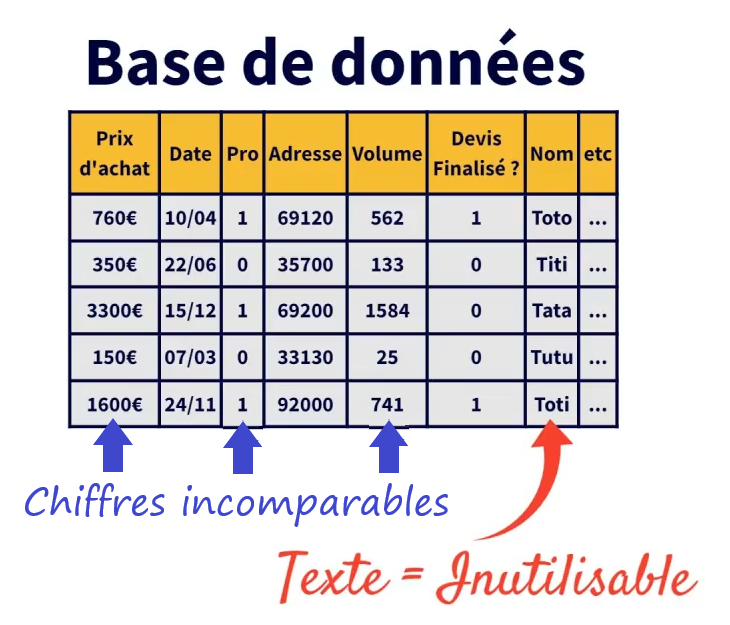 Base de données
Prix d'achat Date Pro Adresse Volume Devis Finalisé ? Nom etc
760€ 10/04 1 69120 562 1 Toto ...
350€ 22/06 0 35700 133 0 Titi ...
3300€ 15/12 1 69200 1584 0 Tata ...
150€ 07/03 0 33130 25 0 Tutu ...
1600€ 24/11 1 92000 741 1 Toti ...
Chiffres incomparables
Texte = Inutilisable